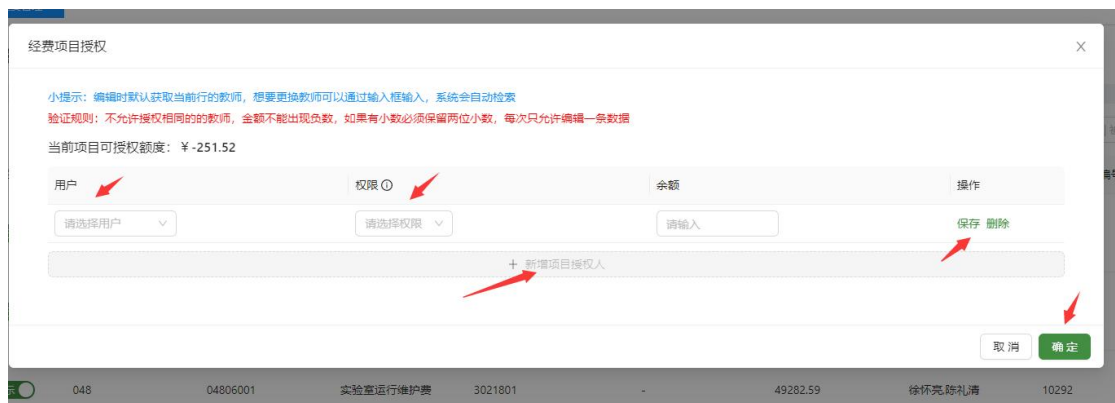 经费项目授权
小提示：编辑时默认获取当前行的教师，想要更换教师可以通过输入框输入，系统会自动检索
验证规则：不允许授权相同的的教师，金额不能出现负数，如果有小数必须保留两位小数，每次只允许编辑一条数据
当前项目可授权额度：￥-251.52
用户 权限 余额 操作
请选择用户 请选择权限 请输入 保存 删除
+ 新增项目授权人
取消 确定
048 04806001 实验室运行维护费 3021801 - 49282.59 徐怀亮,陈礼清 10292